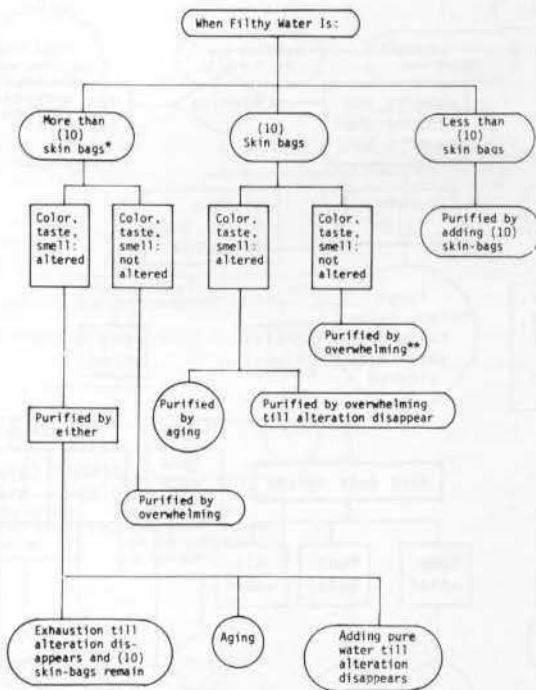 When Filthy Water Is:
More than
(10)
skin bags*
(10)
Skin bags
Less than
(10)
skin bags
Color,
taste,
smell:
altered
Color,
taste,
smell:
not
altered
Color,
taste,
smell:
altered
Color,
taste,
smell:
not
altered
Purified by
adding (10)
skin-bags
Purified by
overwhelming**
Purified
by
aging
Purified by overwhelming
till alteration disappear
Purified by
either
Purified by
overwhelming
Exhaustion till
alteration dis-
appears and (10)
skin-bags remain
Aging
Adding pure
water till
alteration
disappears